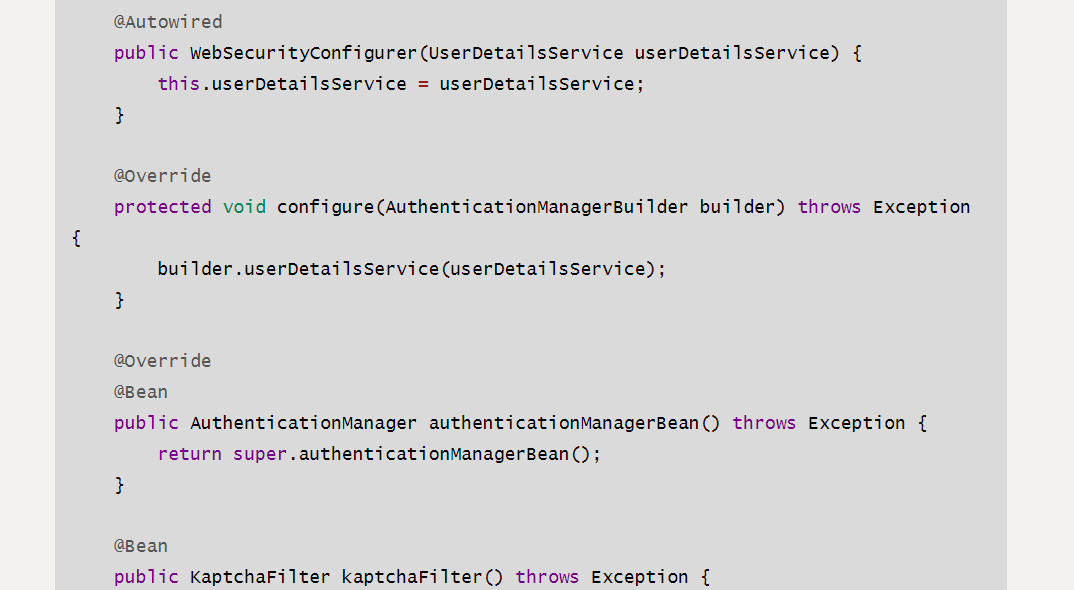 @Autowired
public WebSecurityConfigurer(UserDetailsService userDetailsService) {
this.userDetailsService = userDetailsService;
}
@Override
protected void configure(AuthenticationManagerBuilder builder) throws Exception
{
builder.userDetailsService(userDetailsService);
}
@Override
@Bean
public AuthenticationManager authenticationManagerBean() throws Exception {
return super.authenticationManagerBean();
}
@Bean
public KaptchaFilter kaptchaFilter() throws Exception {